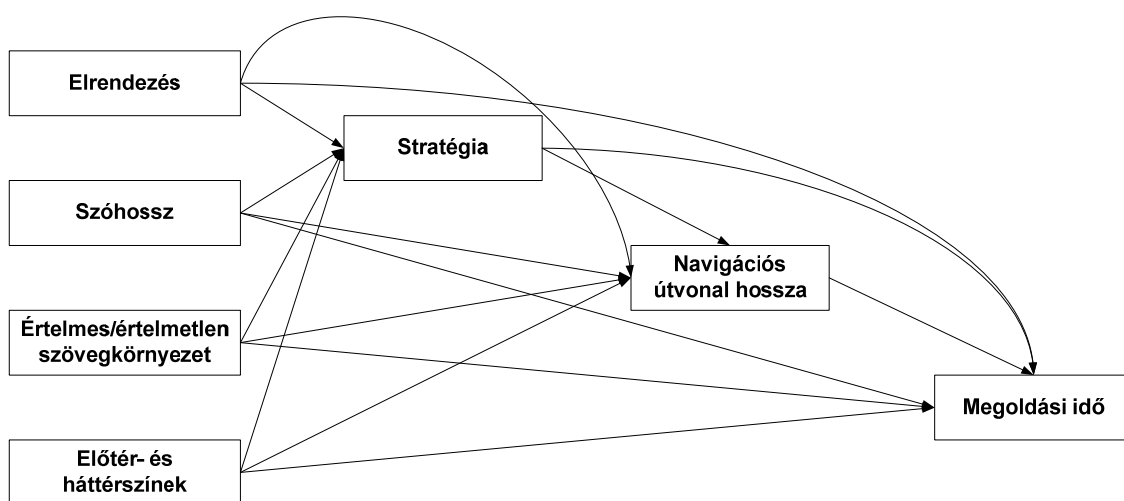 Elrendezés
Stratégia
Szóhossz
Navigációs
útvonal hossza
Értelmes/értelmetlen
szövegkörnyezet
Megoldási idő
Előtér- és
háttérszínek